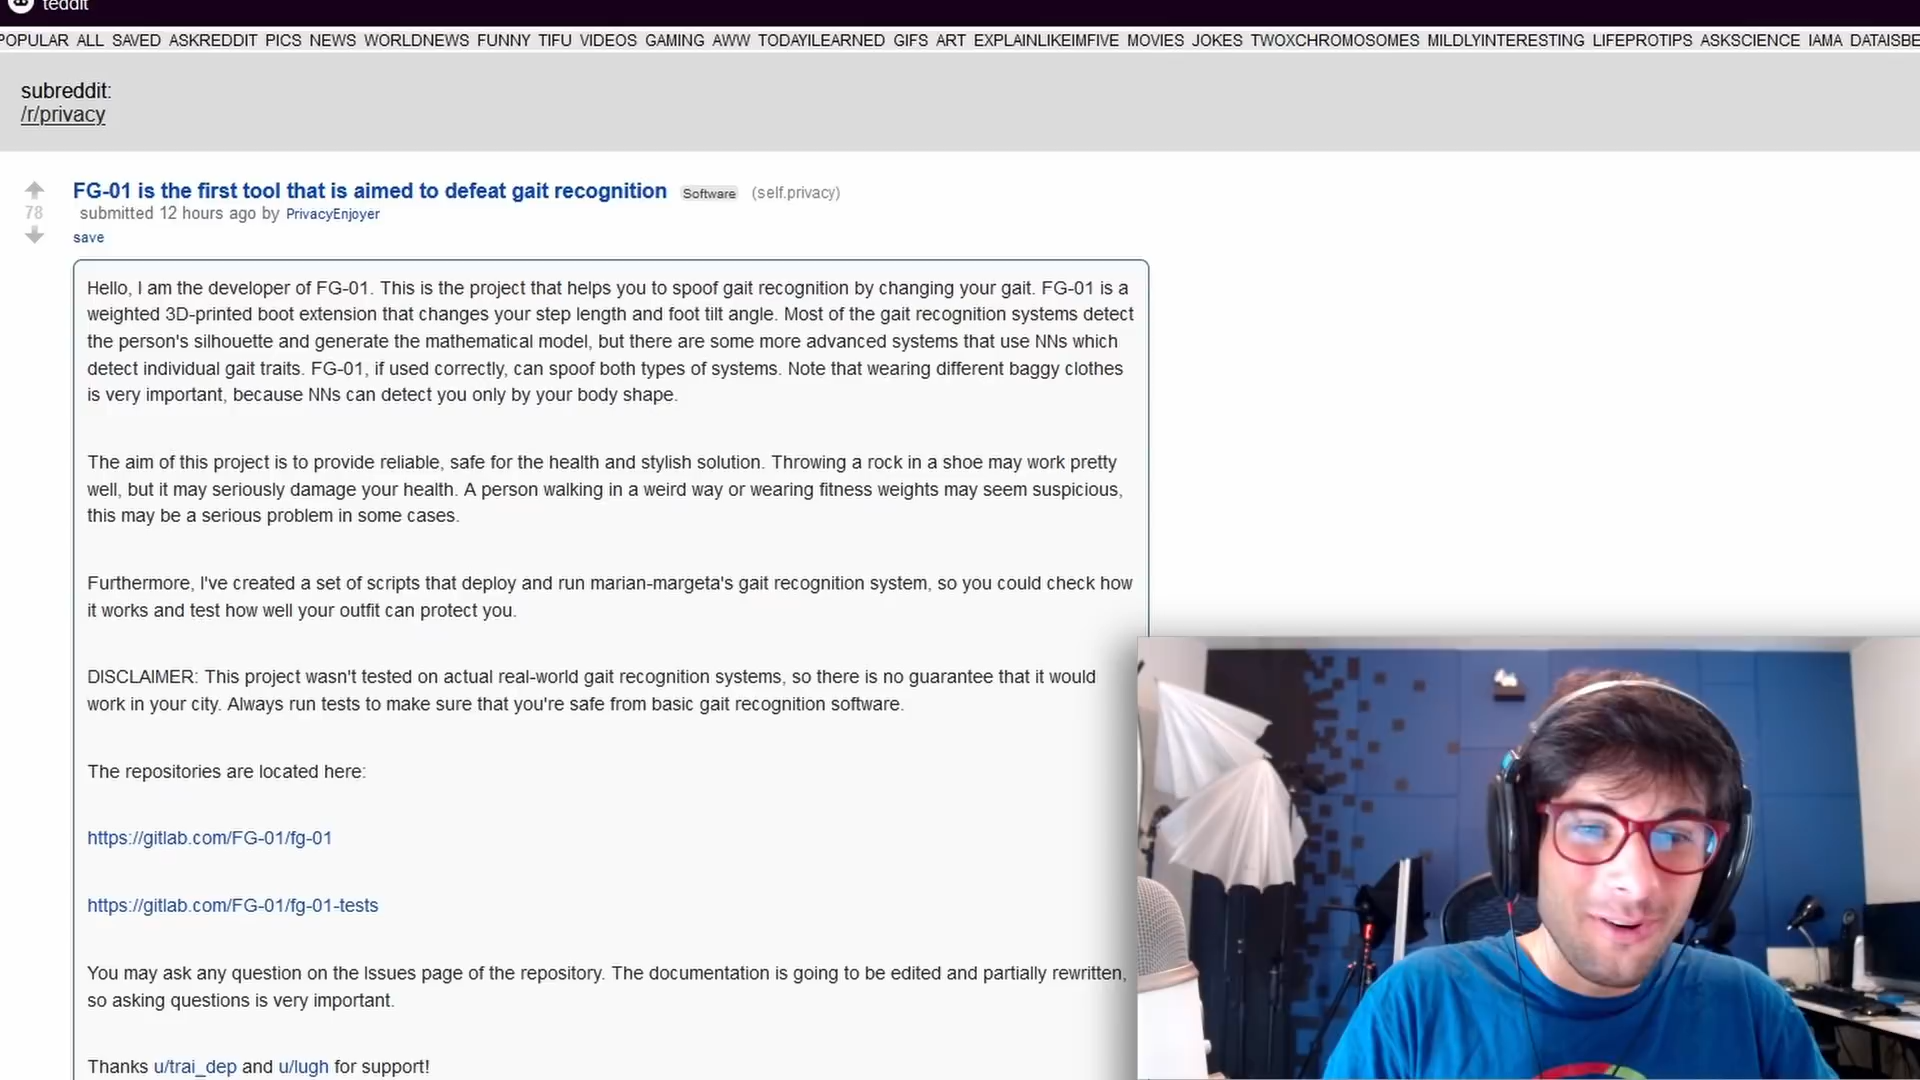 teddit
POPULAR ALL SAVED ASKREDDIT PICS NEWS WORLDNEWS FUNNY TIFU VIDEOS GAMING AWW TODAYILEARNED GIFS ART EXPLAINLIKEIMFIVE MOVIES JOKES TWOXCHROMOSOMES MILDLYINTERESTING LIFEPROTIPS ASKSCIENCE IAMA DATAISBE
subreddit:
/r/privacy
FG-01 is the first tool that is aimed to defeat gait recognition Software (self.privacy)
78 submitted 12 hours ago by PrivacyEnjoyer
save
Hello, I am the developer of FG-01. This is the project that helps you to spoof gait recognition by changing your gait. FG-01 is a
weighted 3D-printed boot extension that changes your step length and foot tilt angle. Most of the gait recognition systems detect
the person's silhouette and generate the mathematical model, but there are some more advanced systems that use NNs which
detect individual gait traits. FG-01, if used correctly, can spoof both types of systems. Note that wearing different baggy clothes
is very important, because NNs can detect you only by your body shape.
The aim of this project is to provide reliable, safe for the health and stylish solution. Throwing a rock in a shoe may work pretty
well, but it may seriously damage your health. A person walking in a weird way or wearing fitness weights may seem suspicious,
this may be a serious problem in some cases.
Furthermore, I've created a set of scripts that deploy and run marian-margeta's gait recognition system, so you could check how
it works and test how well your outfit can protect you.
DISCLAIMER: This project wasn't tested on actual real-world gait recognition systems, so there is no guarantee that it would
work in your city. Always run tests to make sure that you're safe from basic gait recognition software.
The repositories are located here:
https://gitlab.com/FG-01/fg-01
https://gitlab.com/FG-01/fg-01-tests
You may ask any question on the Issues page of the repository. The documentation is going to be edited and partially rewritten,
so asking questions is very important.
Thanks u/trai_dep and u/lugh for support!